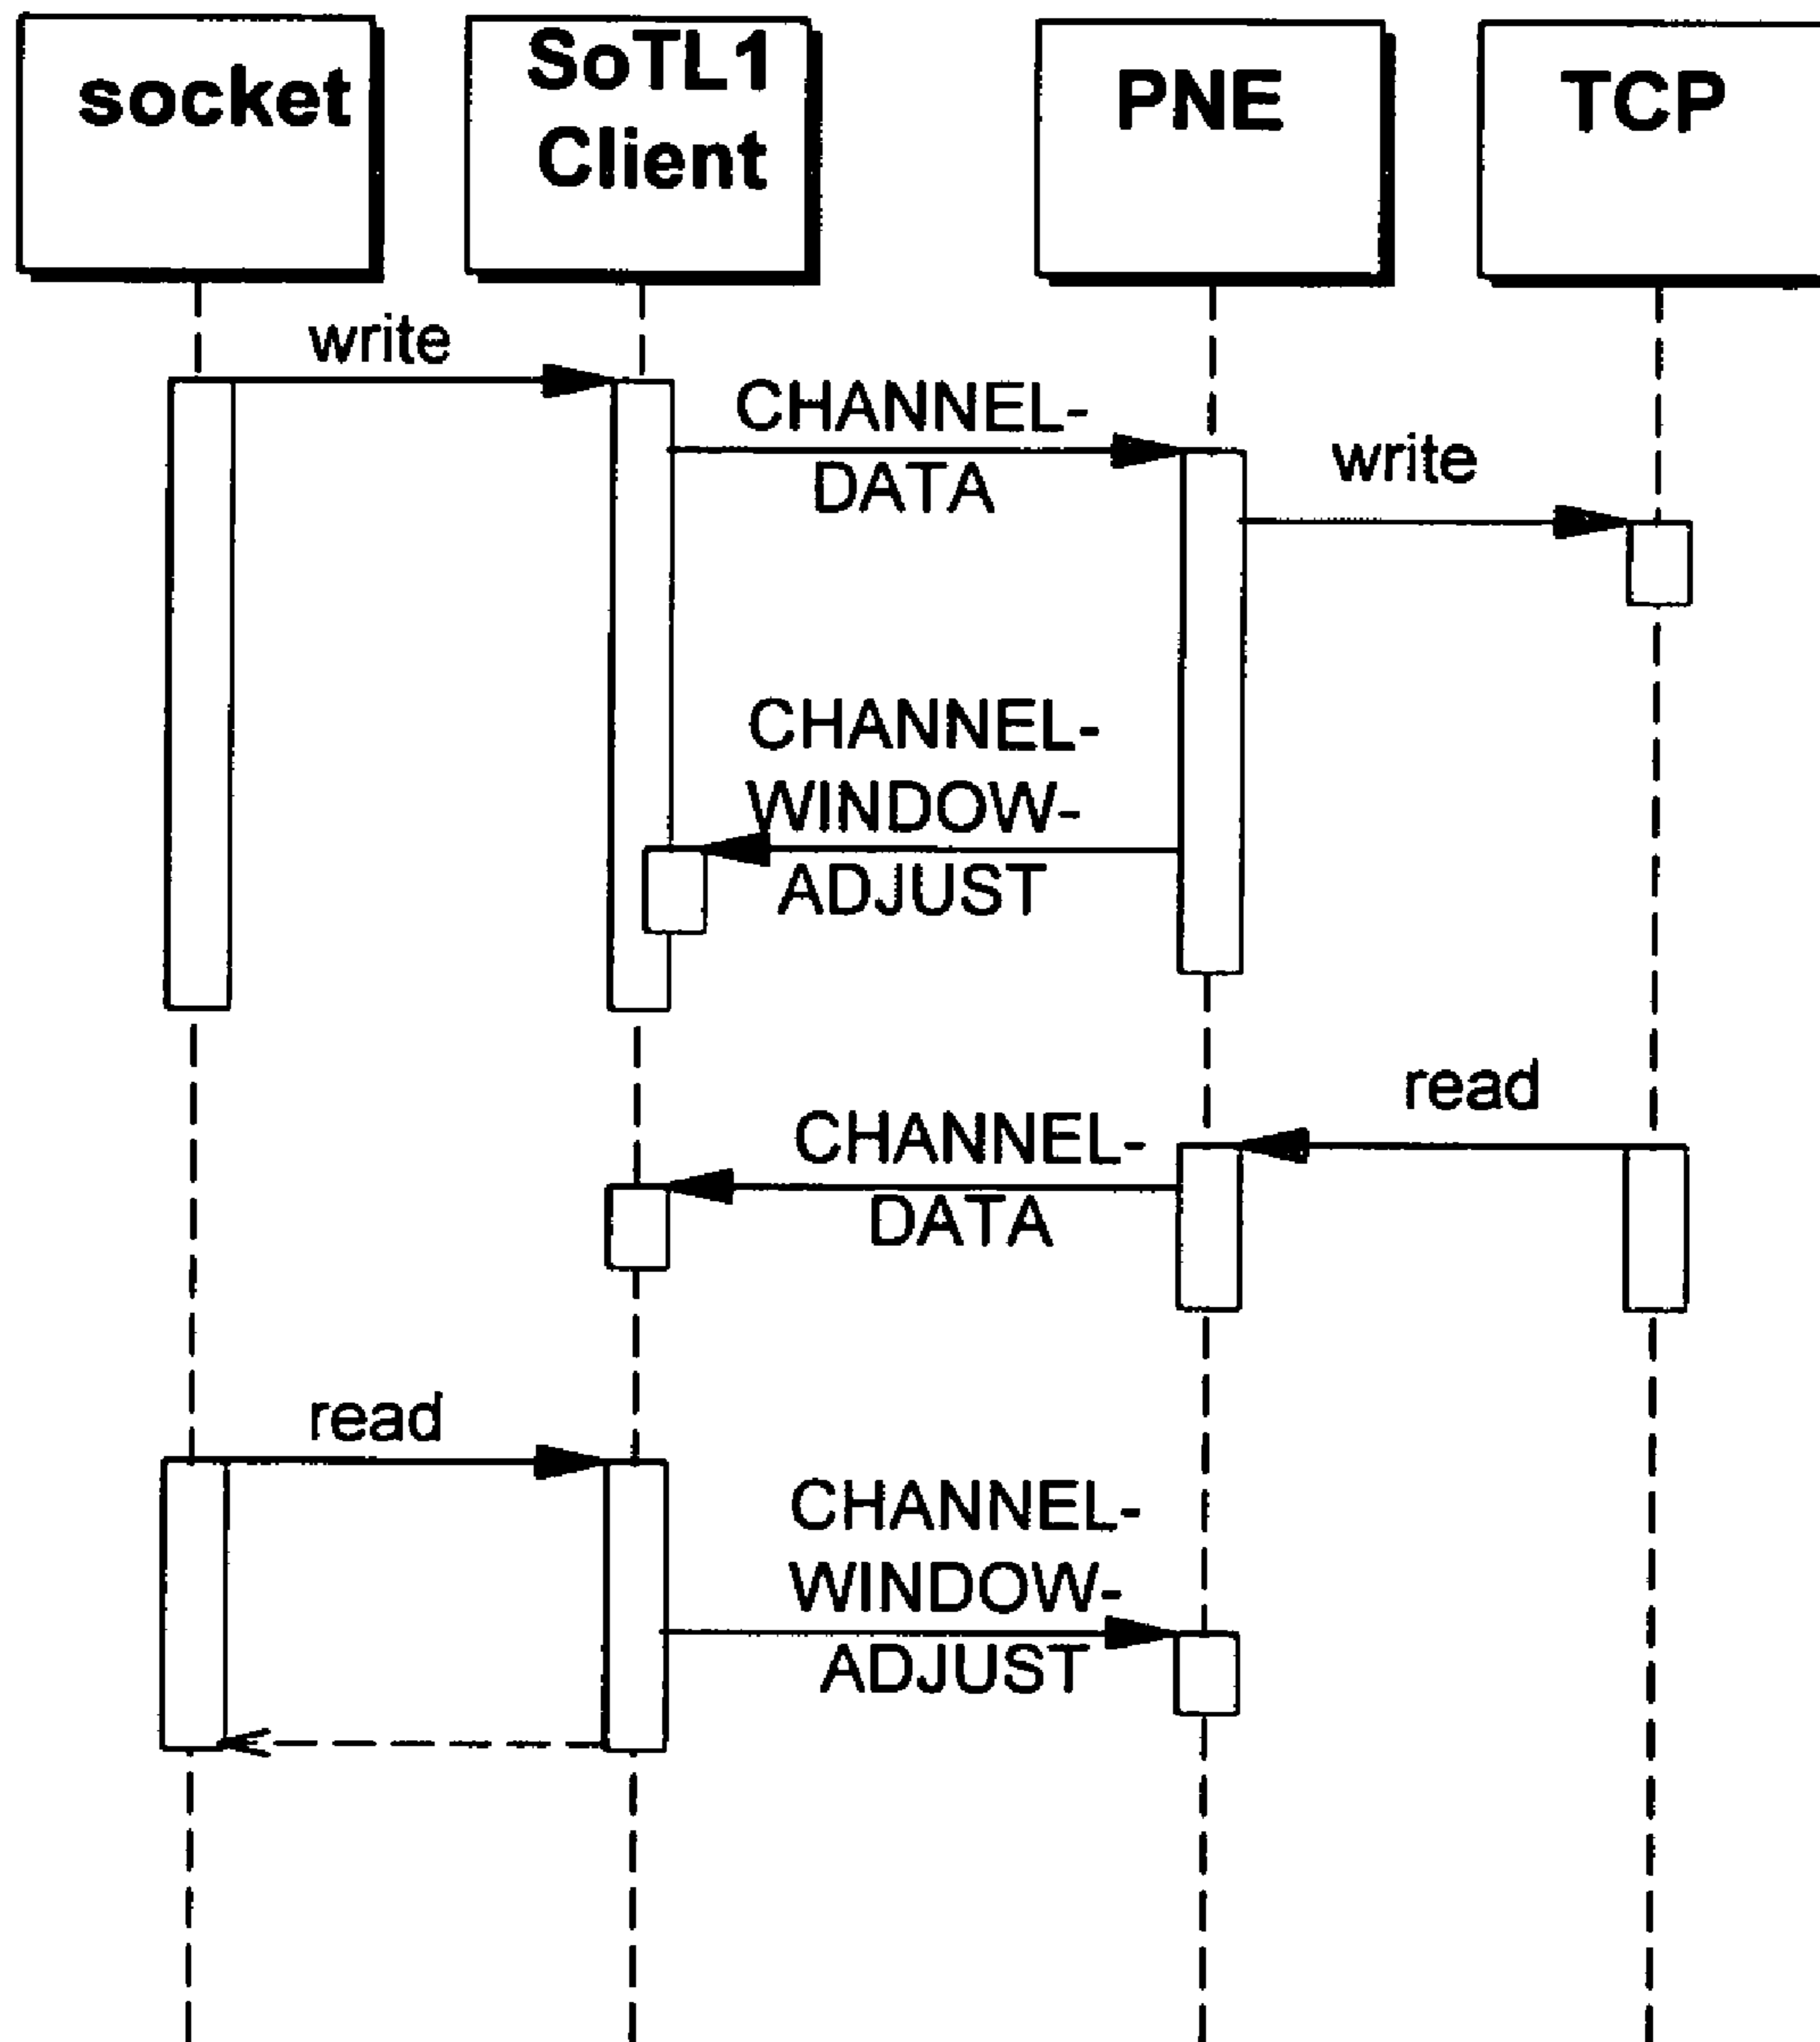 socket
SoTL1
Client
PNE
TCP
write
CHANNEL-
DATA
write
CHANNEL-
WINDOW-
ADJUST
read
CHANNEL-
DATA
read
CHANNEL-
WINDOW-
ADJUST